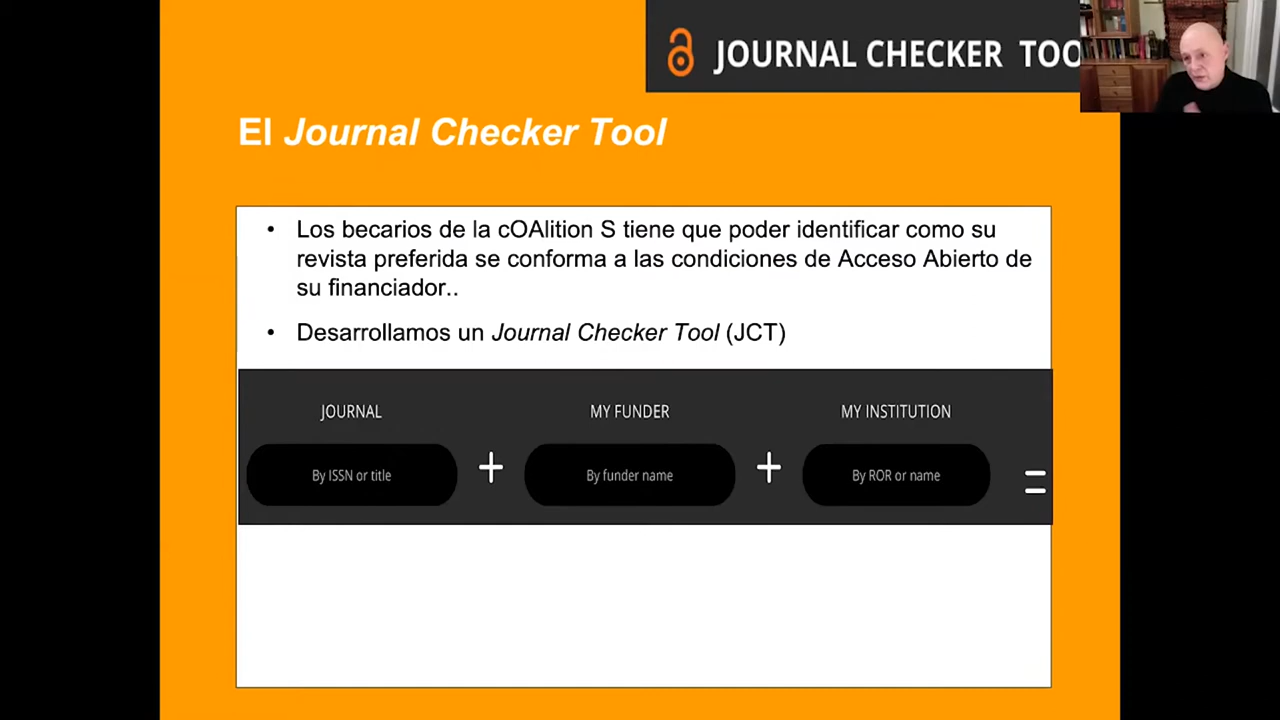 JOURNAL CHECKER TOO
El Journal Checker Tool
• Los becarios de la cOAlition S tiene que poder identificar como su
revista preferida se conforma a las condiciones de Acceso Abierto de
su financiador..
• Desarrollamos un Journal Checker Tool (JCT)
JOURNAL MY FUNDER MY INSTITUTION
By ISSN or title + By funder name + By ROR or name =